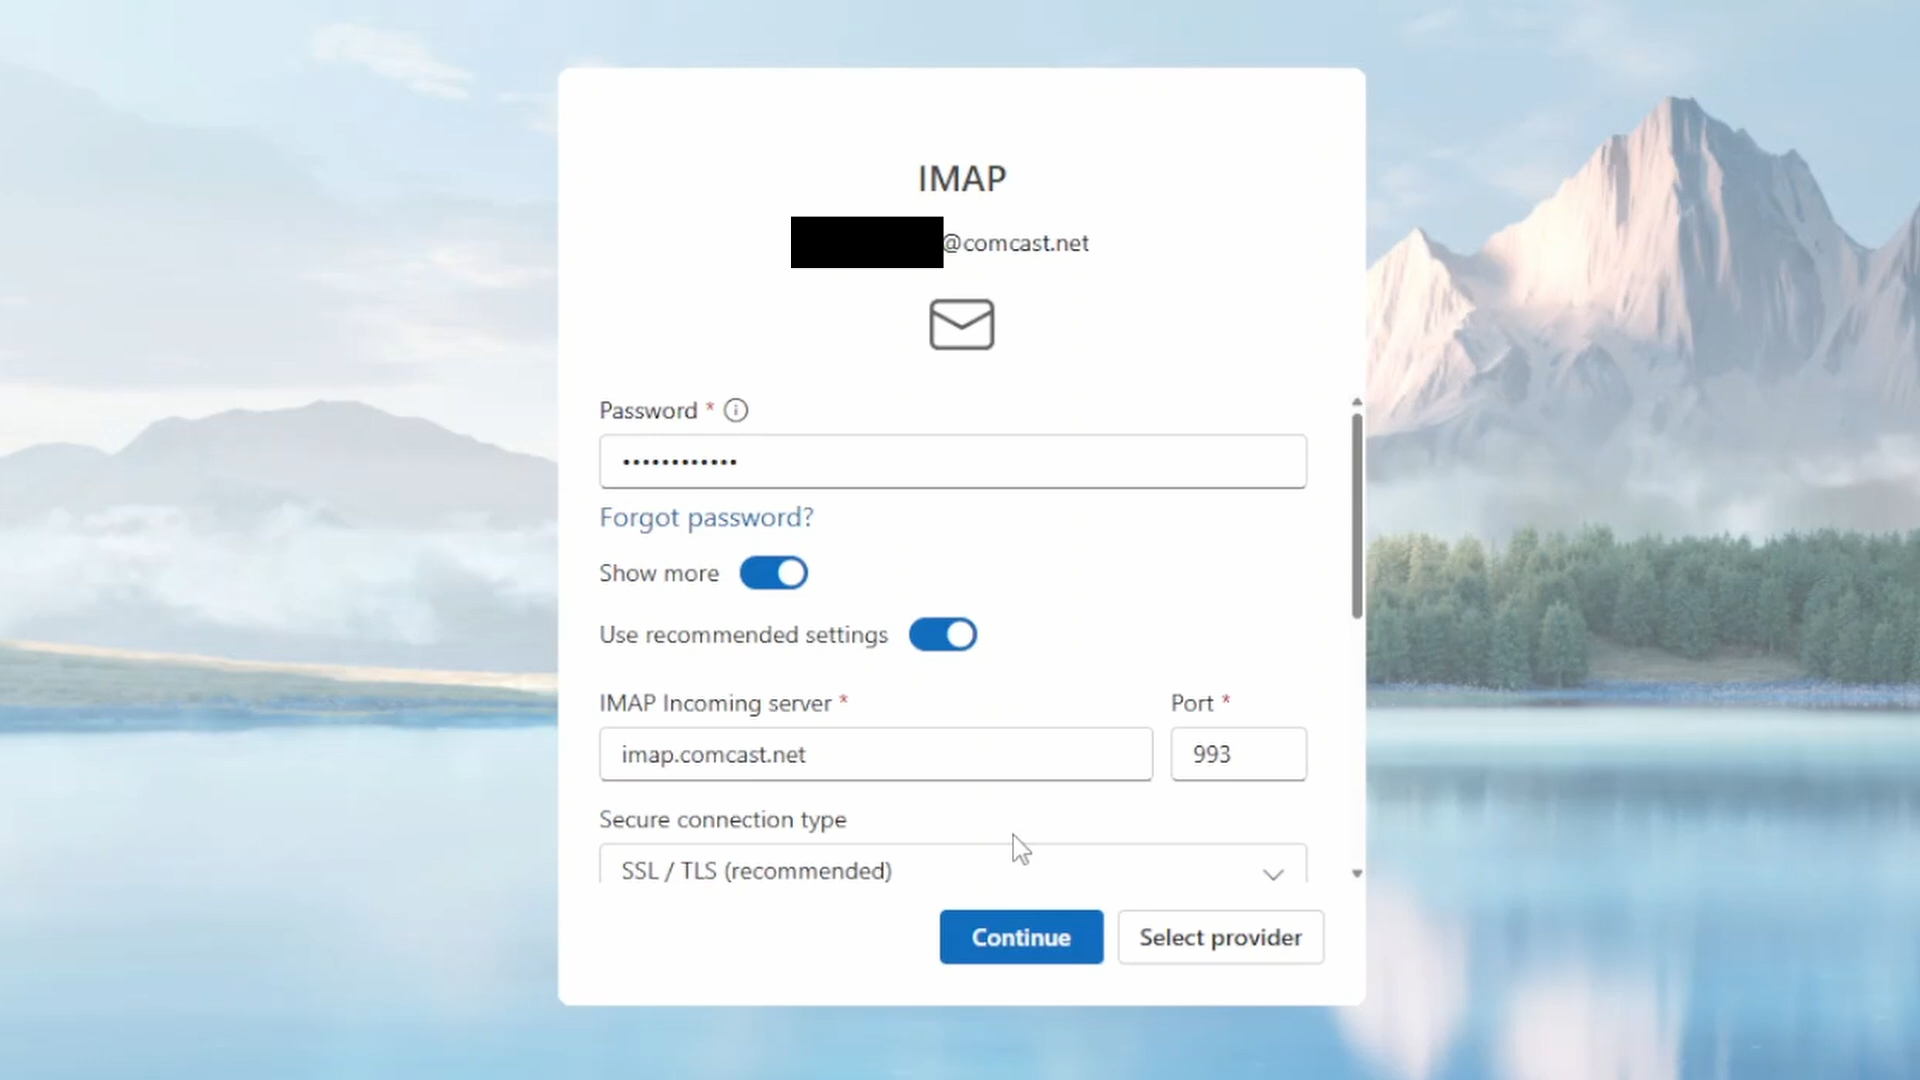 IMAP
@comcast.net
Password *
••••••••••••
Forgot password?
Show more
Use recommended settings
IMAP Incoming server *
Port *
imap.comcast.net
993
Secure connection type
SSL / TLS (recommended)
Continue
Select provider